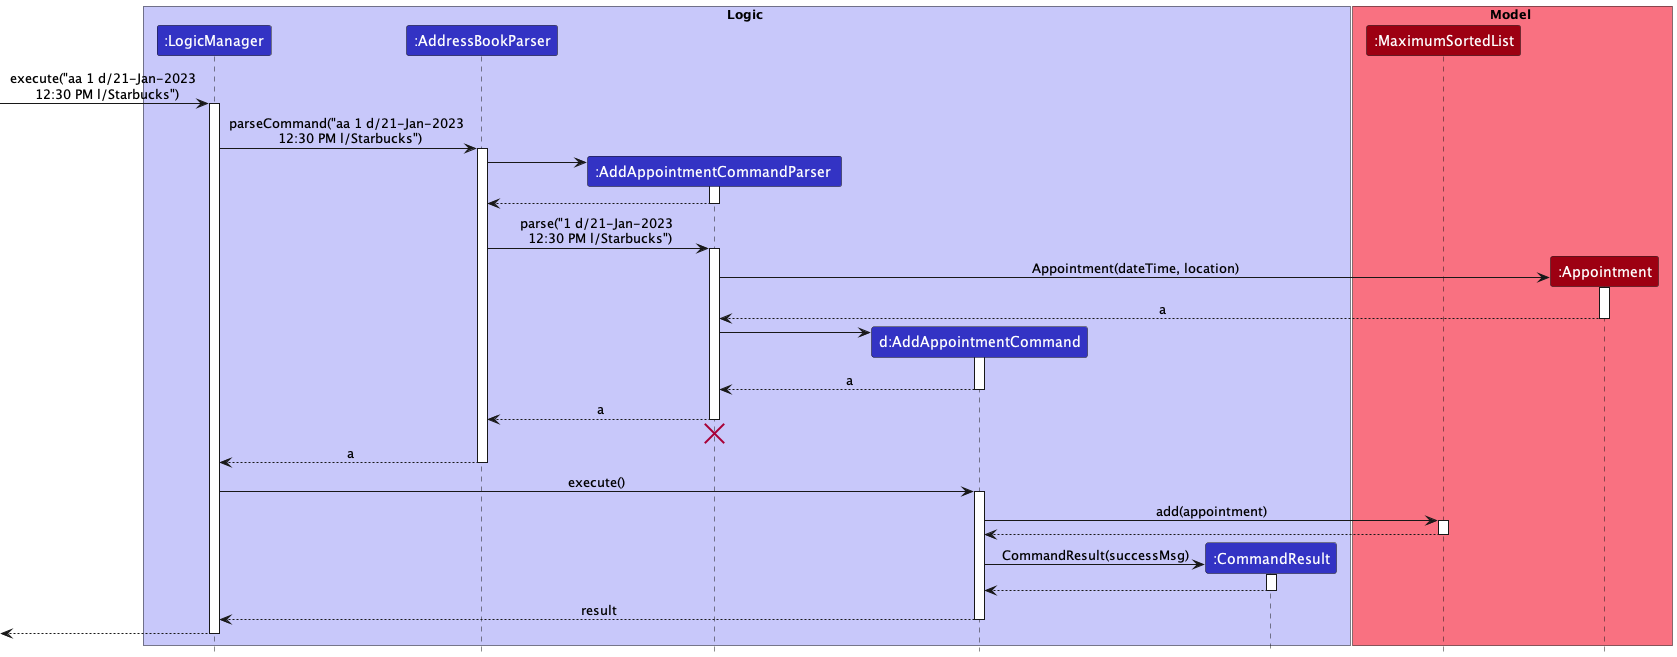 Logic
Model
:LogicManager
:AddressBookParser
:MaximumSortedList
execute("aa 1 d/21-Jan-2023
12:30 PM l/Starbucks")
parseCommand("aa 1 d/21-Jan-2023
12:30 PM l/Starbucks")
:AddAppointmentCommandParser
parse("1 d/21-Jan-2023
12:30 PM l/Starbucks")
Appointment(dateTime, location)
:Appointment
a
d:AddAppointmentCommand
a
a
a
execute()
add(appointment)
CommandResult(successMsg)
:CommandResult
result